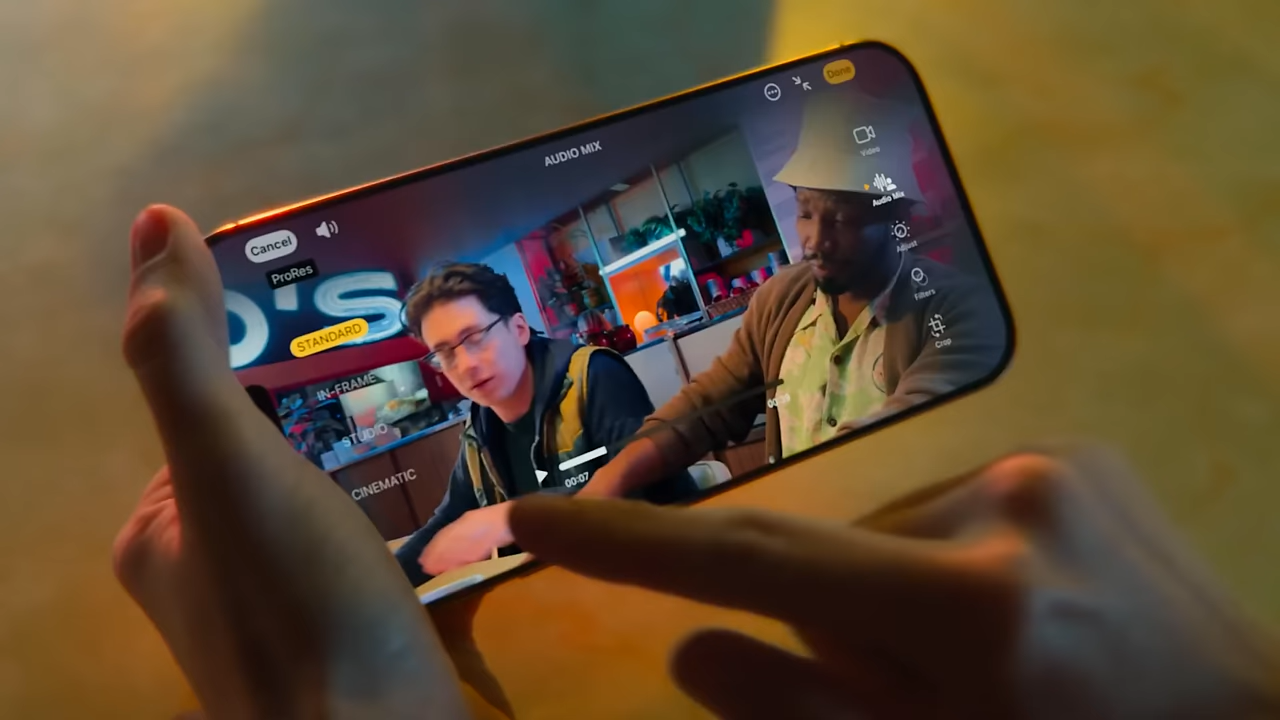 Done
AUDIO MIX
Video
Cancel
ProRes
Audio Mix
O's
Adjust
STANDARD
Filters
IN-FRAME
Crop
STUDIO
CINEMATIC
00:07